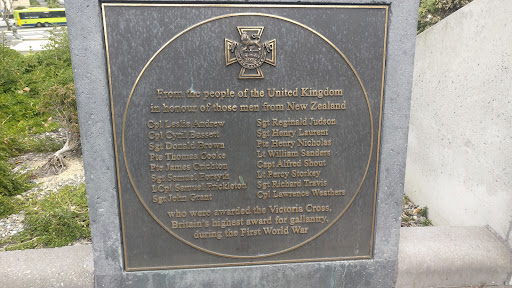 From the people of the United Kingdom
in honour of those men from New Zealand
Cpl Leslie Andrew
Cpl Cyril Bassett
Sgt Donald Brown
Pte Thomas Cooke
Pte James Crichton
Sgt Samuel Forsyth
LCpl Samuel Frickleton
Sgt John Grant
Sgt Reginald Judson
Sgt Henry Laurent
Pte Henry Nicholas
Lt William Sanders
Capt Alfred Shout
Lt Percy Storkey
Sgt Richard Travis
Cpl Lawrence Weathers
who were awarded the Victoria Cross,
Britain's highest award for gallantry,
during the First World War